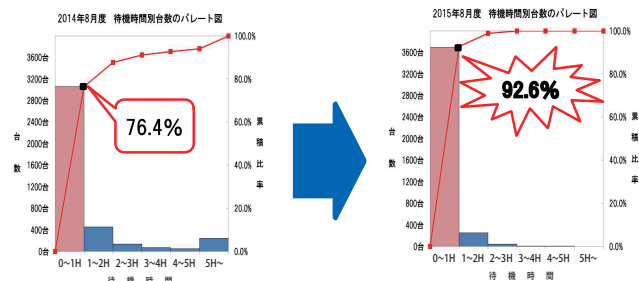 2014年8月度 待機時間別台数のパレート図
3600台
3200台
2800台
2400台
2000台
1600台
1200台
800台
400台
0台
台数
100.0%
80.0%
60.0%
40.0%
20.0%
0.0%
累積比率
76.4%
0～1H 1～2H 2～3H 3～4H 4～5H 5H～
待機時間
2015年8月度 待機時間別台数のパレート図
3600台
3200台
2800台
2400台
2000台
1600台
1200台
800台
400台
0台
台数
100.0%
80.0%
60.0%
40.0%
20.0%
0.0%
累積比率
92.6%
0～1H 1～2H 2～3H 3～4H 4～5H 5H～
待機時間